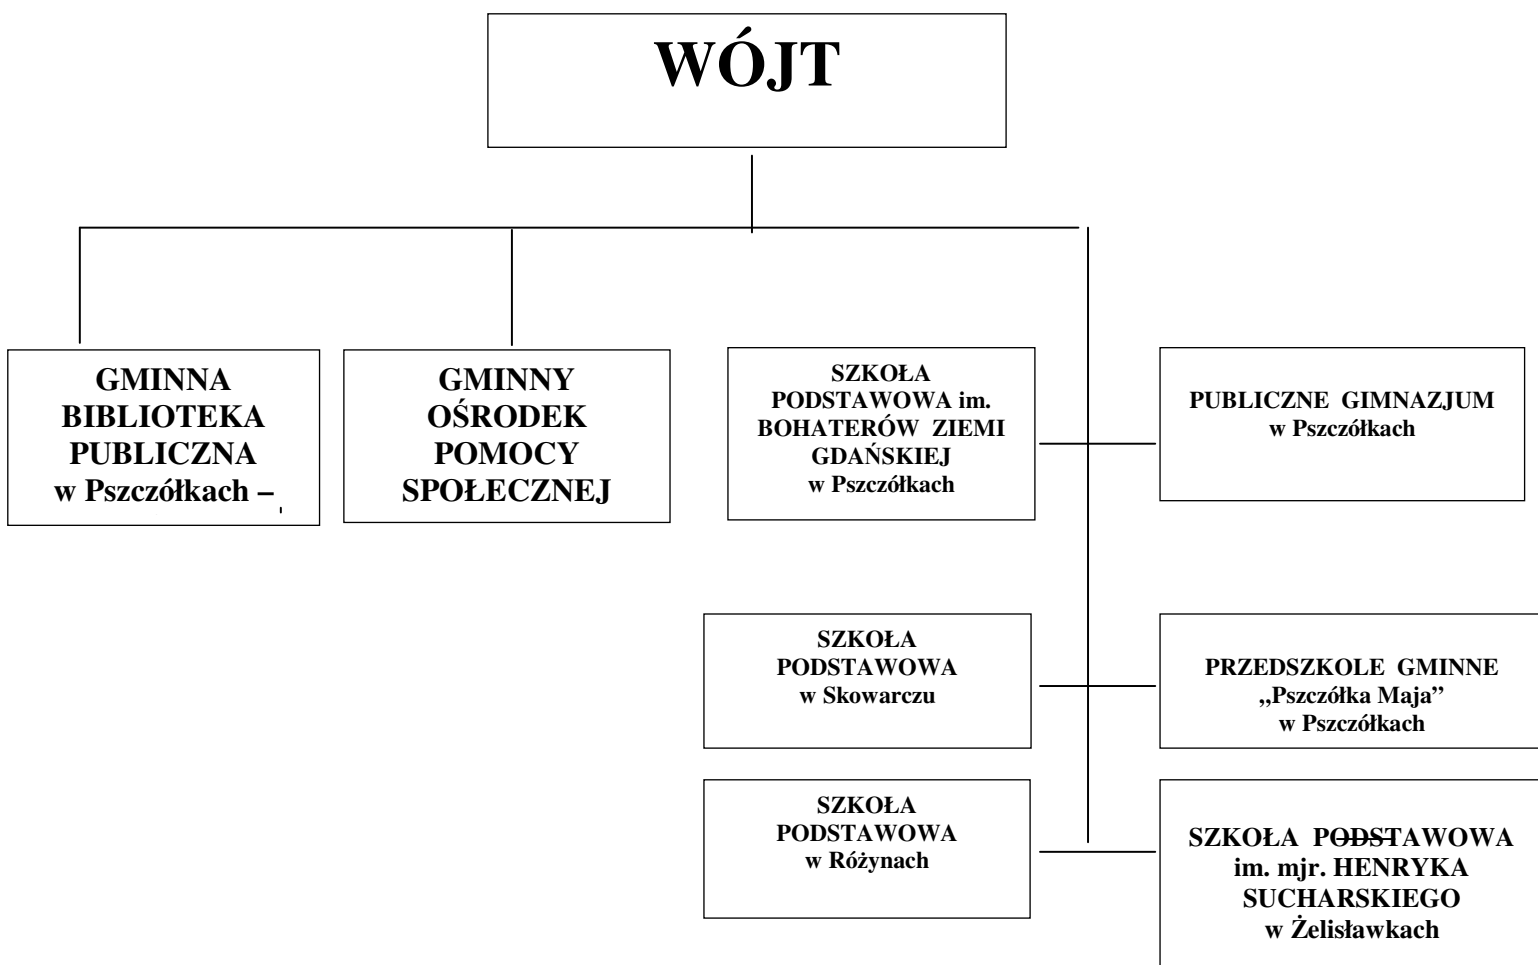 WÓJT
GMINNA
BIBLIOTEKA
PUBLICZNA
w Pszczółkach –
GMINNY
OŚRODEK
POMOCY
SPOŁECZNEJ
SZKOŁA
PODSTAWOWA im.
BOHATERÓW ZIEMI
GDAŃSKIEJ
w Pszczółkach
PUBLICZNE GIMNAZJUM
w Pszczółkach
SZKOŁA
PODSTAWOWA
w Skowarczu
PRZEDSZKOLE GMINNE
„Pszczółka Maja”
w Pszczółkach
SZKOŁA
PODSTAWOWA
w Różynach
SZKOŁA PODSTAWOWA
im. mjr. HENRYKA
SUCHARSKIEGO
w Żelisławkach